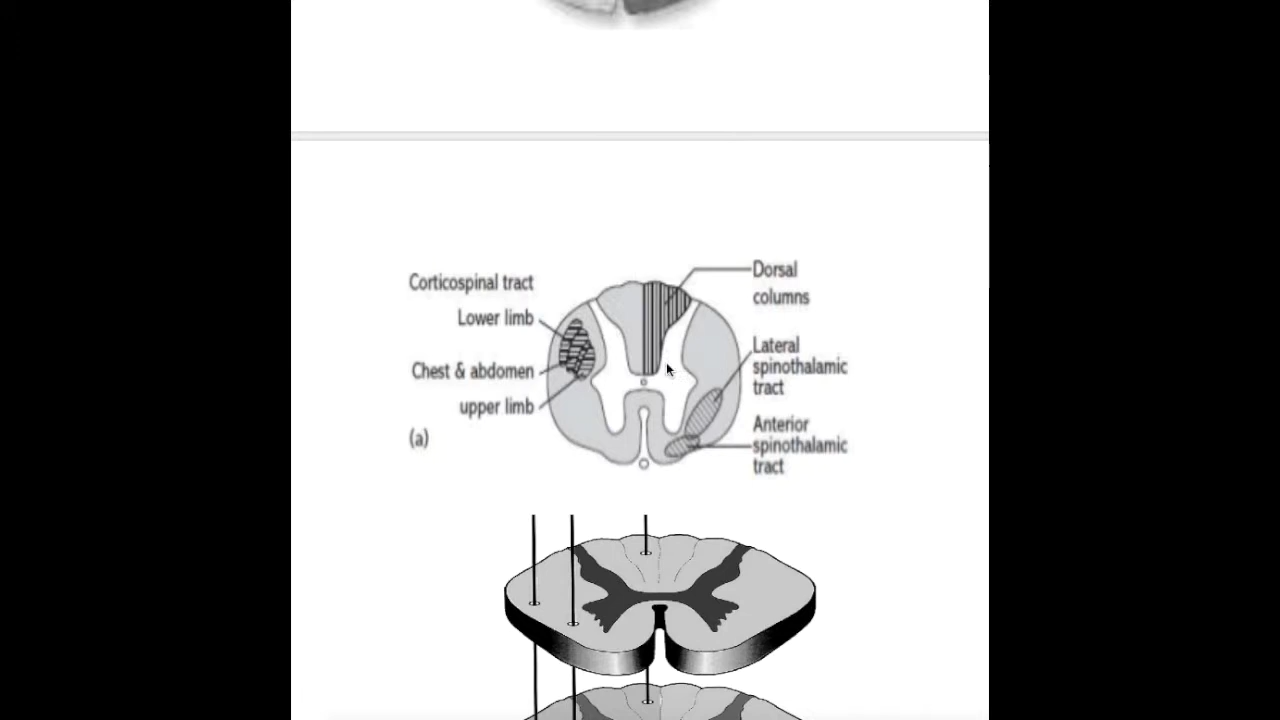 Corticospinal tract
Lower limb
Chest & abdomen
upper limb
(a)
Dorsal
columns
Lateral
spinothalamic
tract
Anterior
spinothalamic
tract